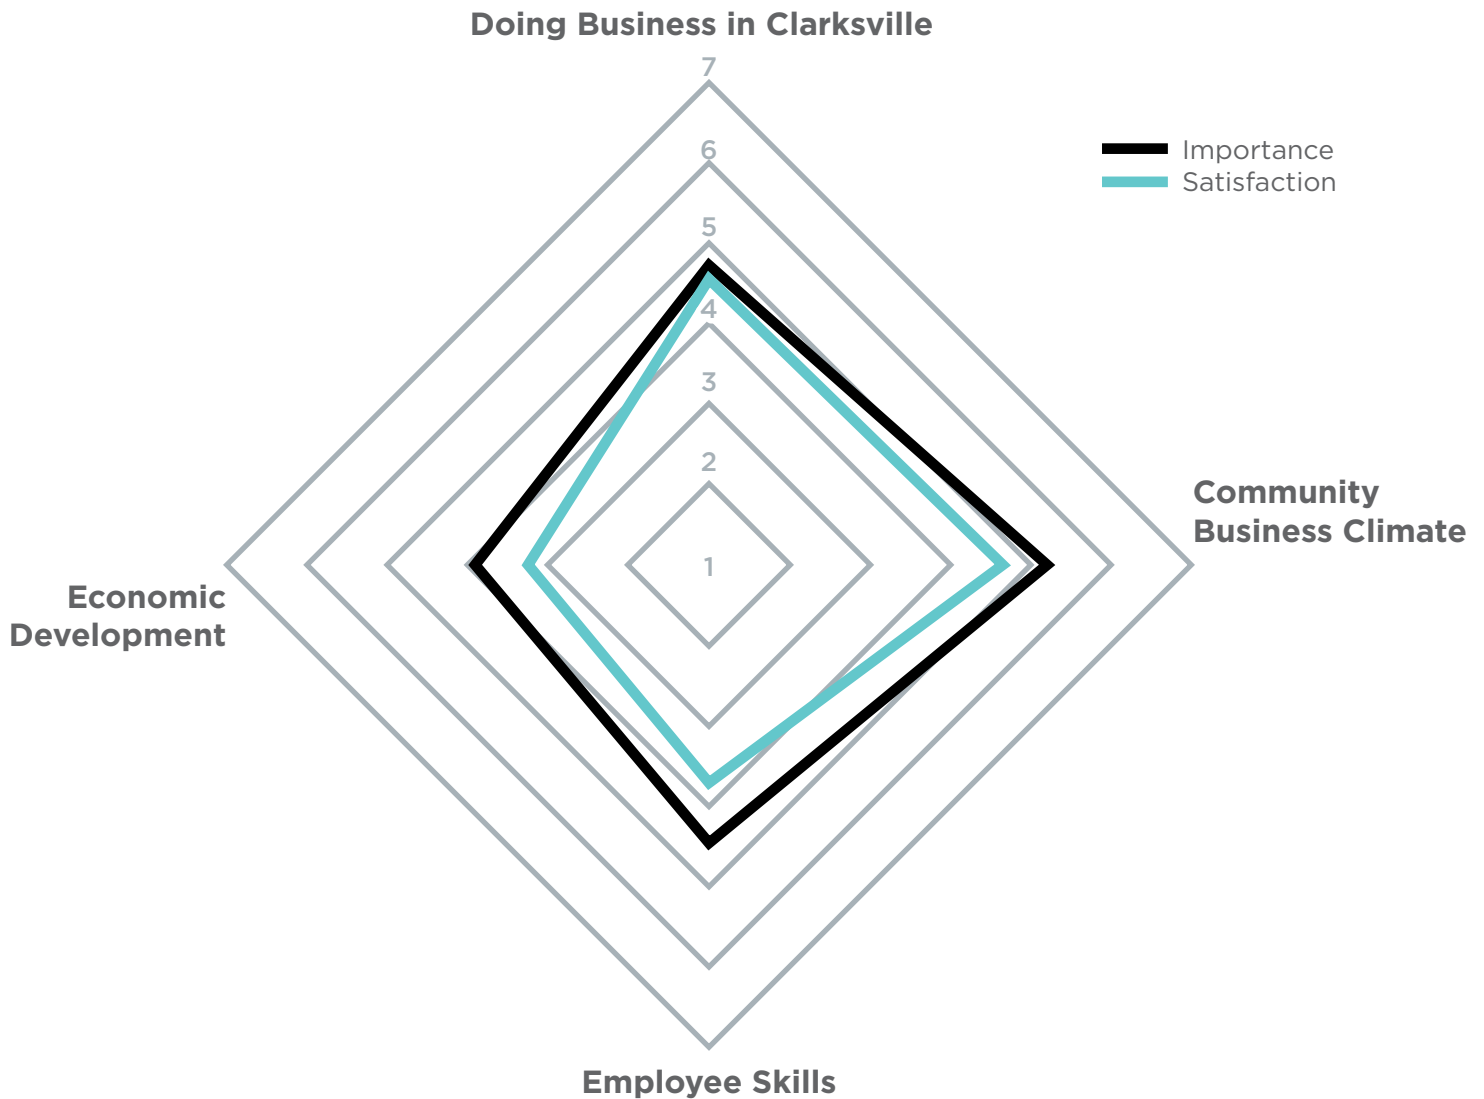 Doing Business in Clarksville
7
6
5
4
3
2
1
Importance
Satisfaction
Community
Business Climate
Economic
Development
Employee Skills